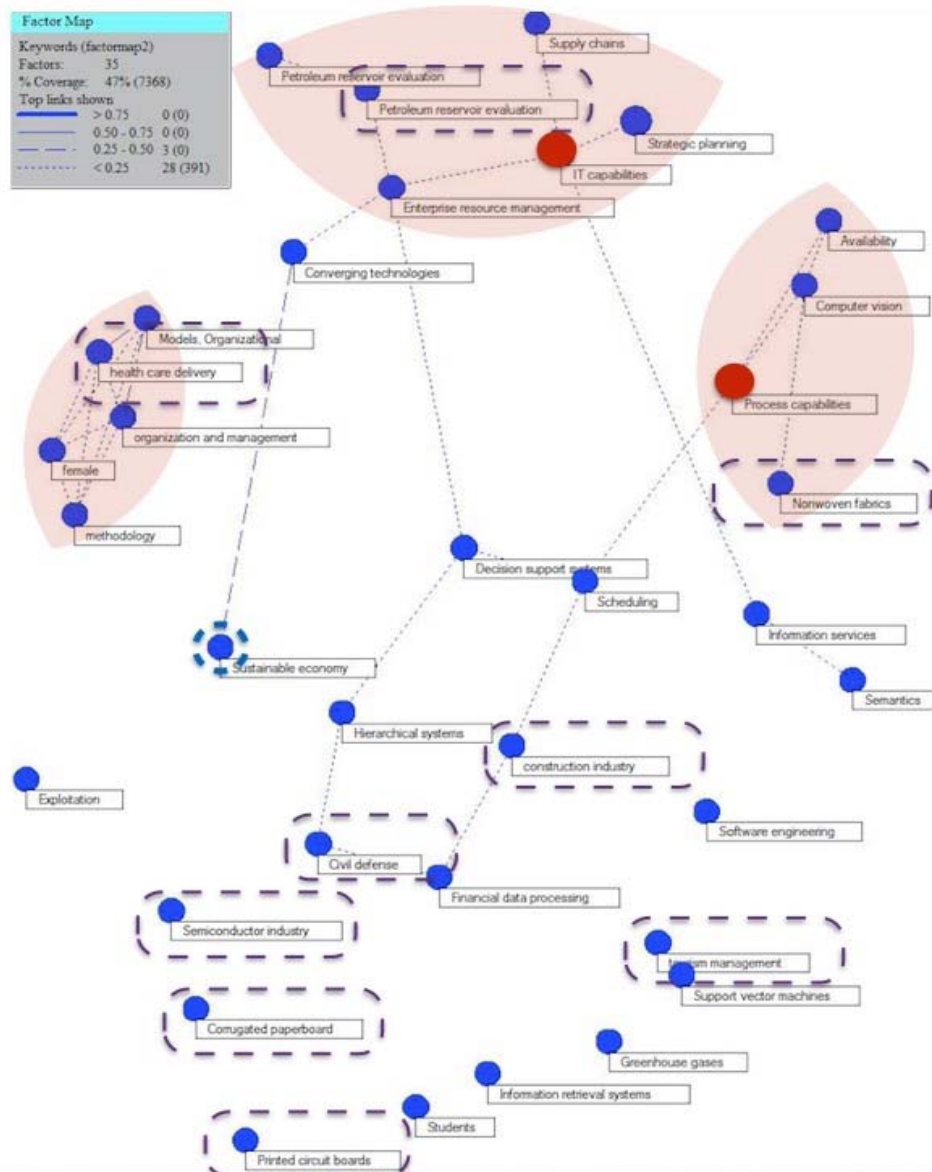 Factor Map
Keywords (factormap2)
Factors: 35
% Coverage: 47% (7368)
Top links shown
> 0.75 0 (0)
0.50 - 0.75 0 (0)
0.25 - 0.50 3 (0)
< 0.25 28 (391)
Supply chains
Petroleum reservoir evaluation
Petroleum reservoir evaluation
Strategic planning
IT capabilities
Enterprise resource management
Availability
Converging technologies
Computer vision
Models, Organizational
health care delivery
Process capabilities
organization and management
female
Nonwoven fabrics
methodology
Decision support systems
Scheduling
Information services
Sustainable economy
Semantics
Hierarchical systems
construction industry
Exploitation
Software engineering
Civil defense
Financial data processing
Semiconductor industry
tourism management
Support vector machines
Corrugated paperboard
Greenhouse gases
Information retrieval systems
Students
Printed circuit boards